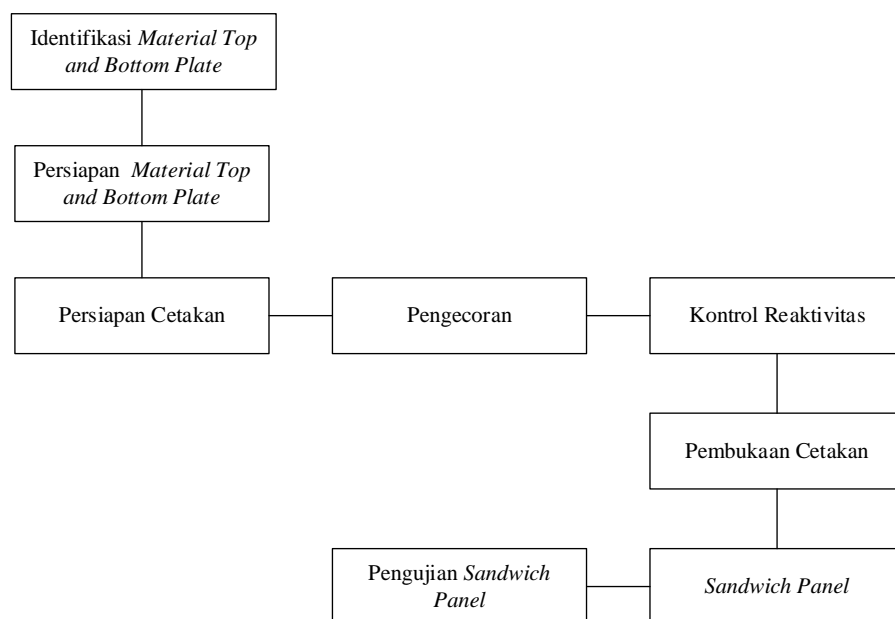 Identifikasi Material Top
and Bottom Plate
Persiapan Material Top
and Bottom Plate
Persiapan Cetakan
Pengecoran
Kontrol Reaktivitas
Pembukaan Cetakan
Sandwich Panel
Pengujian Sandwich
Panel